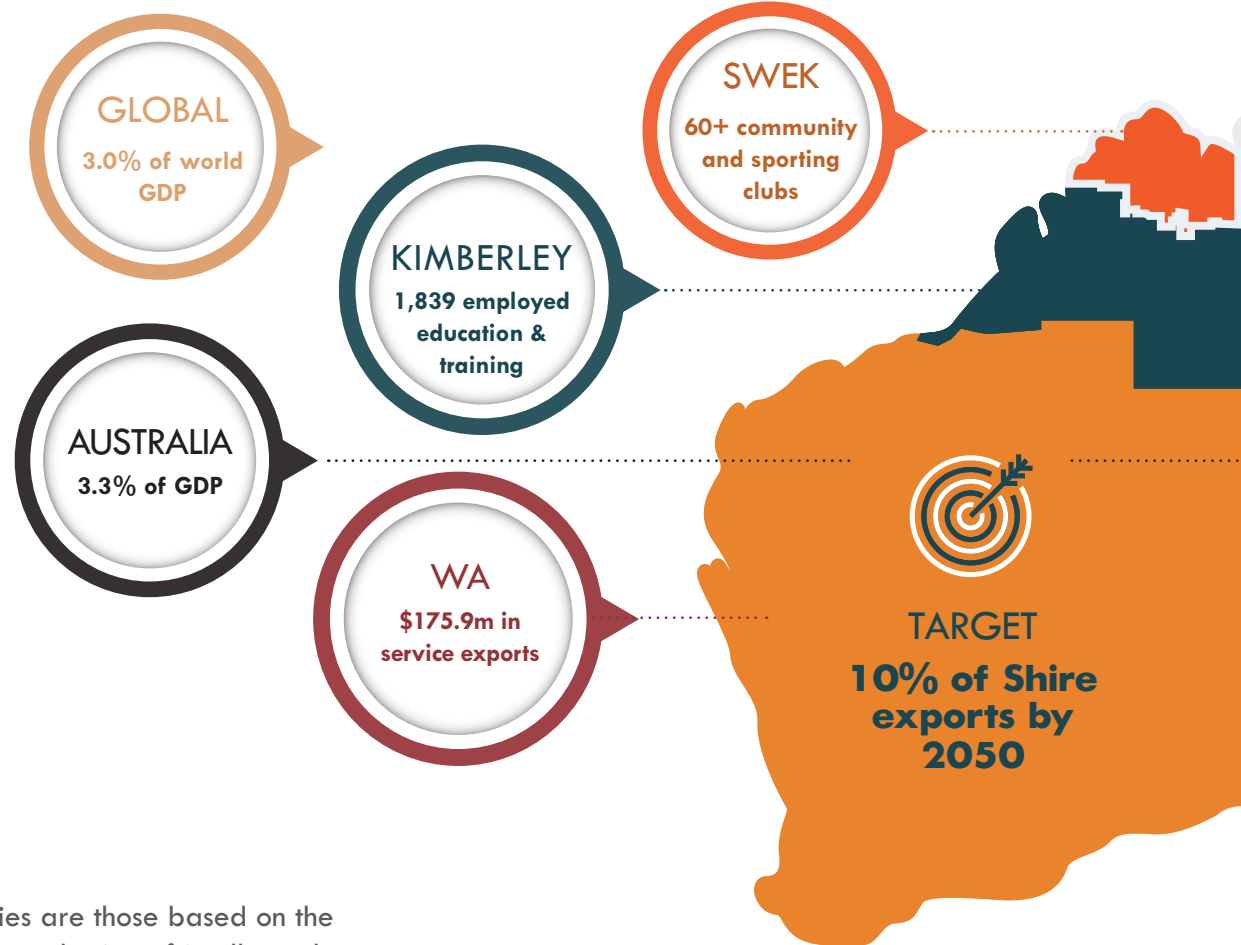 GLOBAL
3.0% of world
GDP
SWEK
60+ community
and sporting
clubs
KIMBERLEY
1,839 employed
education &
training
AUSTRALIA
3.3% of GDP
WA
$175.9m in
service exports
TARGET
10% of Shire
exports by
2050
ies are those based on the